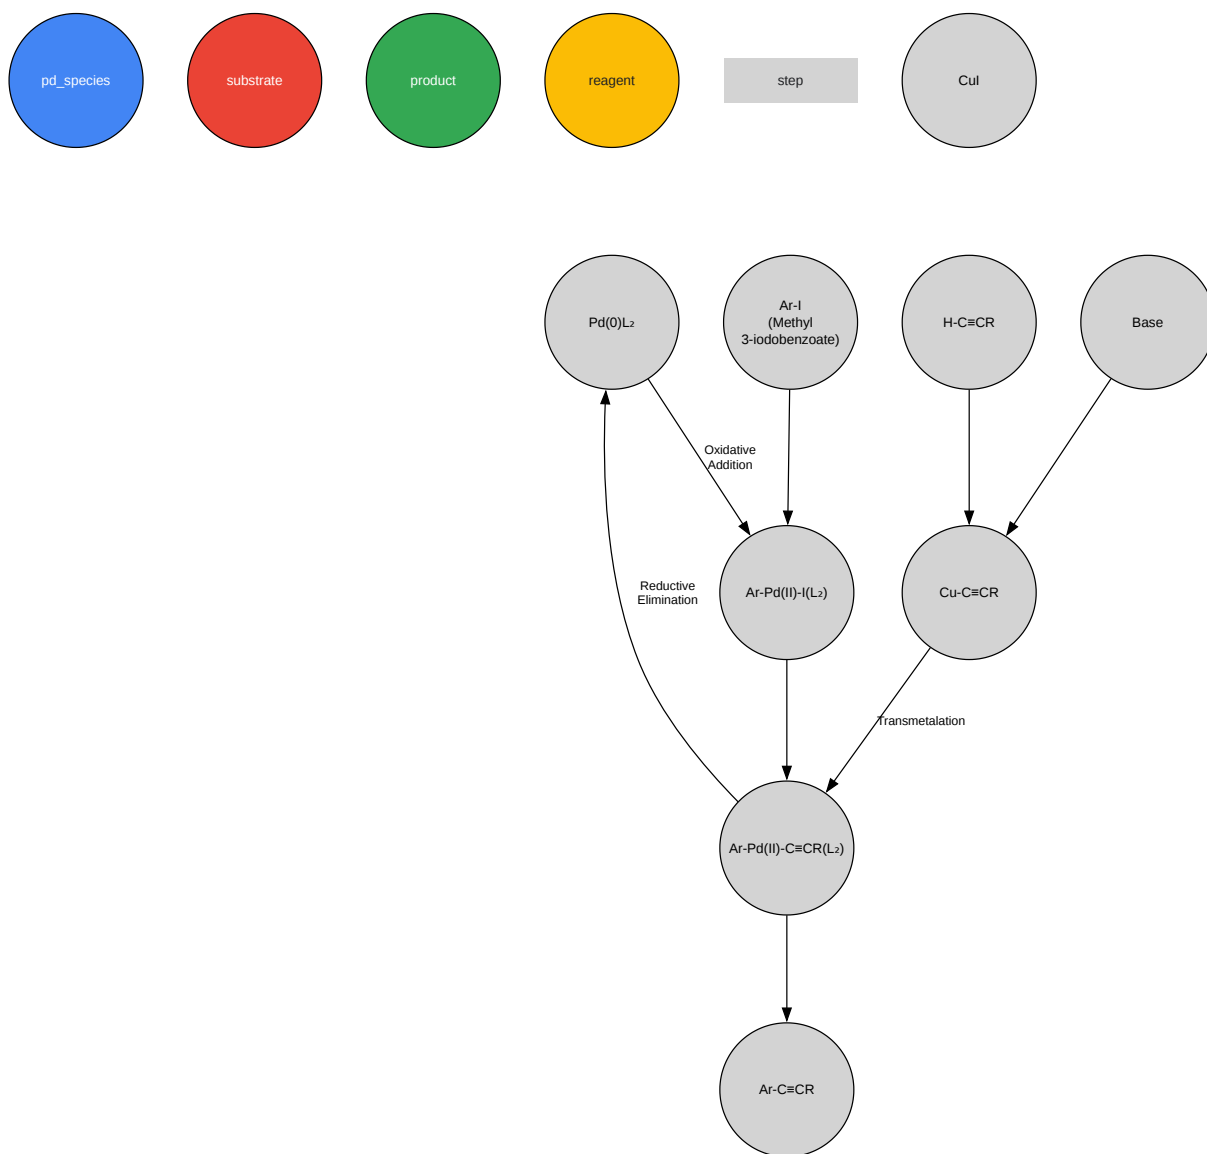 pd_species
substrate
product
reagent
step
CuI
Pd(0)L₂
Ar-I
(Methyl
3-iodobenzoate)
H-C≡CR
Base
Oxidative
Addition
Reductive
Elimination
Ar-Pd(II)-I(L₂)
Cu-C≡CR
Transmetalation
Ar-Pd(II)-C≡CR(L₂)
Ar-C≡CR